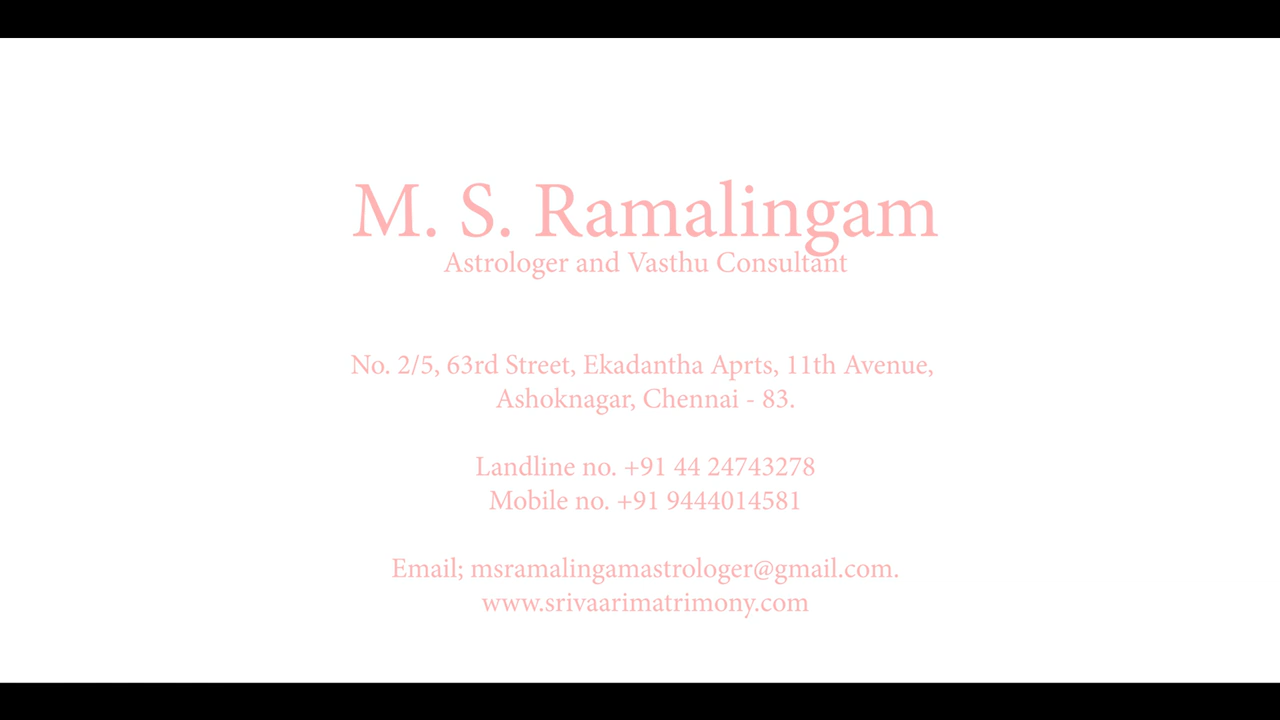 M. S. Ramalingam
Astrologer and Vasthu Consultant
No. 2/5, 63rd Street, Ekadantha Aprts, 11th Avenue,
Ashoknagar, Chennai - 83.
Landline no. +91 44 24743278
Mobile no. +91 9444014581
Email; msramalingamastrologer@gmail.com.
www.srivaarimatrimony.com